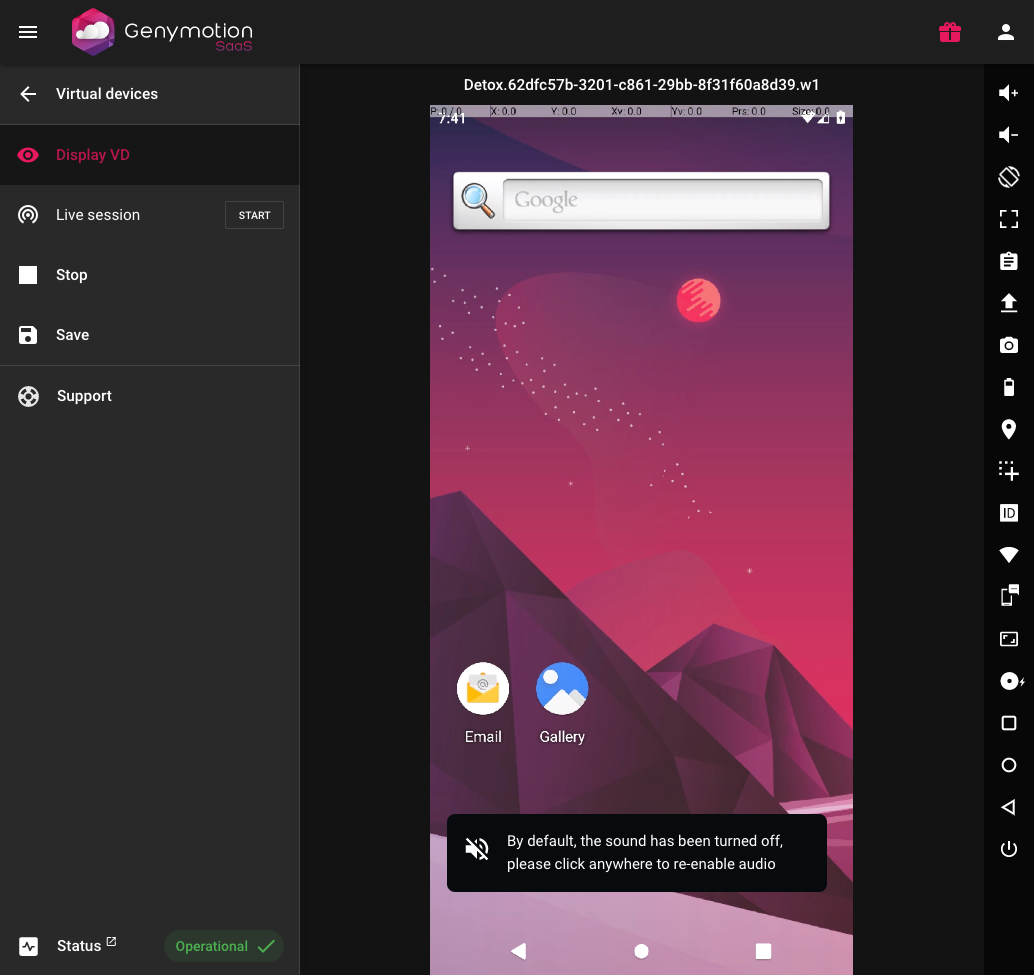 Genymotion
SaaS
Virtual devices
Display VD
Live session START
Stop
Save
Support
Status Operational
Detox.62dfc57b-3201-c861-29bb-8f31f60a8d39.w1
P: 0 / 0 X: 0.0 Y: 0.0 Xv: 0.0 Yv: 0.0 Prs: 0.0 Size: 0.0
7:41
Google
Email Gallery
By default, the sound has been turned off,
please click anywhere to re-enable audio
ID